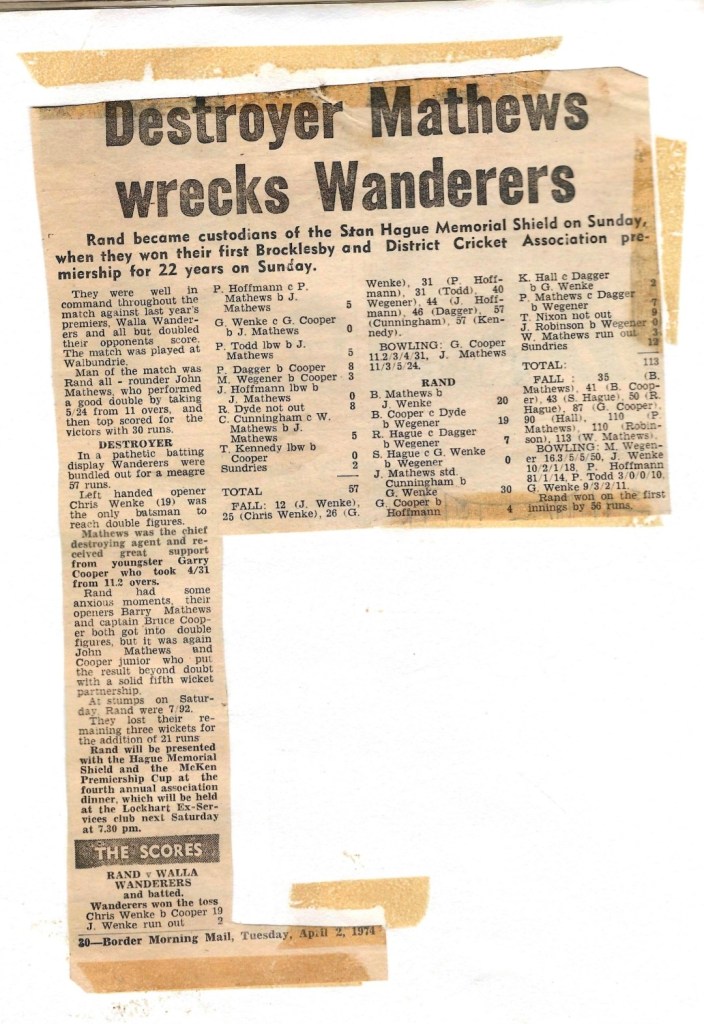 Destroyer Mathews
wrecks Wanderers
Rand became custodians of the Stan Hague Memorial Shield on Sunday,
when they won their first Brocklesby and District Cricket Association pre-
miership for 22 years on Sunday.
They were well in
command throughout the
match against last year's
premiers, Walla Wander-
ers and all but doubled
their opponents score.
The match was played at
Walbundrie.
Man of the match was
Rand all - rounder John
Mathews, who performed
a good double by taking
5/24 from 11 overs, and
then top scored for the
victors with 30 runs.
DESTROYER
In a pathetic batting
display Wanderers were
bundled out for a meagre
57 runs.
Left handed opener
Chris Wenke (19) was
the only batsman to
reach double figures.
Mathews was the chief
destroying agent and re-
ceived great support
from youngster Garry
Cooper who took 4/31
from 11.2 overs.
Rand had some
anxious moments, their
openers Barry Mathews
and captain Bruce Coop-
er both got into double
figures, but it was again
John Mathews and
Cooper junior who put
the result beyond doubt
with a solid fifth wicket
partnership.
At stumps on Satur-
day, Rand were 7/92.
They lost their re-
maining three wickets for
the addition of 21 runs
Rand will be presented
with the Hague Memorial
Shield and the McKen
Premiership Cup at the
fourth annual association
dinner, which will be held
at the Lockhart Ex-Ser-
vices club next Saturday
at 7.30 pm.
THE SCORES
RAND v WALLA
WANDERERS
and batted.
Wanderers won the toss
Chris Wenke b Cooper 19
J. Wenke run out 2
P. Hoffmann c P.
Mathews b J.
Mathews 5
G. Wenke c G. Cooper
b J. Mathews 0
P. Todd lbw b J.
Mathews 5
P. Dagger b Cooper 8
M. Wegener b Cooper 3
J. Hoffmann lbw b
J. Mathews 0
R. Dyde not out 8
C. Cunningham c W.
Mathews b J.
Mathews 5
T. Kennedy lbw b
Cooper 0
Sundries 2
TOTAL 57
FALL: 12 (J. Wenke),
25 (Chris Wenke), 26 (G.
Wenke), 31 (P. Hoff-
mann), 31 (Todd), 40
Wegener), 44 (J. Hoff-
mann), 46 (Dagger), 57
(Cunningham), 57 (Ken-
nedy).
BOWLING: G. Cooper
11.2/3/4/31, J. Mathews
11/3/5/24.
RAND
B. Mathews b
J. Wenke 20
B. Cooper c Dyde
b Wegener 19
R. Hague c Dagger
b Wegener 7
S. Hague c G. Wenke
b Wegener 0
J. Mathews std.
Cunningham b
G. Wenke 30
G. Cooper b
Hoffmann 4
K. Hall c Dagger
b G. Wenke 2
P. Mathews c Dagger
b Wegener 7
T. Nixon not out 9
J. Robinson b Wegener 0
W. Mathews run out 3
Sundries 12
TOTAL: 113
FALL : 35 (B.
Mathews), 41 (B. Coop-
er), 43 (S. Hague), 50 (R.
Hague), 87 (G. Cooper),
90 (Hall), 110 (P
Mathews), 110 (Robin-
son), 113 (W. Mathews).
BOWLING: M. Wegen-
er 16.3/5/5/50, J. Wenke
10/2/1/18, P. Hoffmann
81/1/14, P. Todd 3/0/0/10,
G. Wenke 9/3/2/11.
Rand won on the first
innings by 56 runs.
30—Border Morning Mail, Tuesday, April 2, 1974